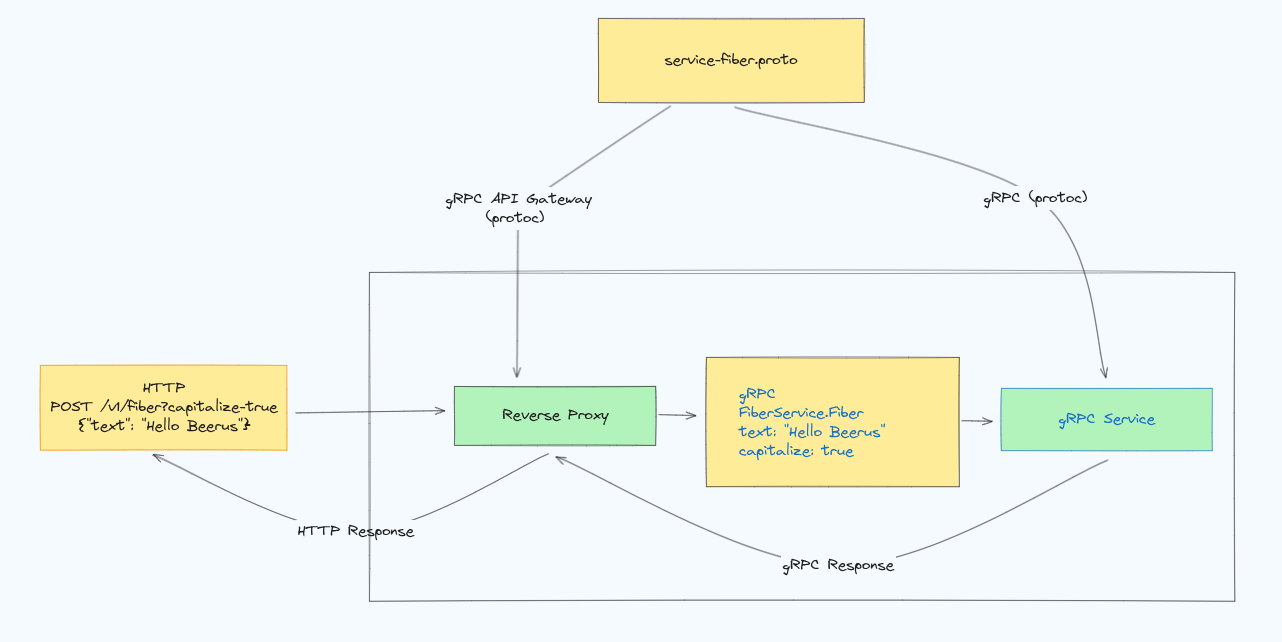 service-fiber.proto
gRPC API Gateway
(protoc)
gRPC (protoc)
HTTP
POST /v1/fiber?capitalize-true
{"text": "Hello Beerus"}
Reverse Proxy
gRPC
FiberService.Fiber
text: "Hello Beerus"
capitalize: true
gRPC Service
HTTP Response
gRPC Response